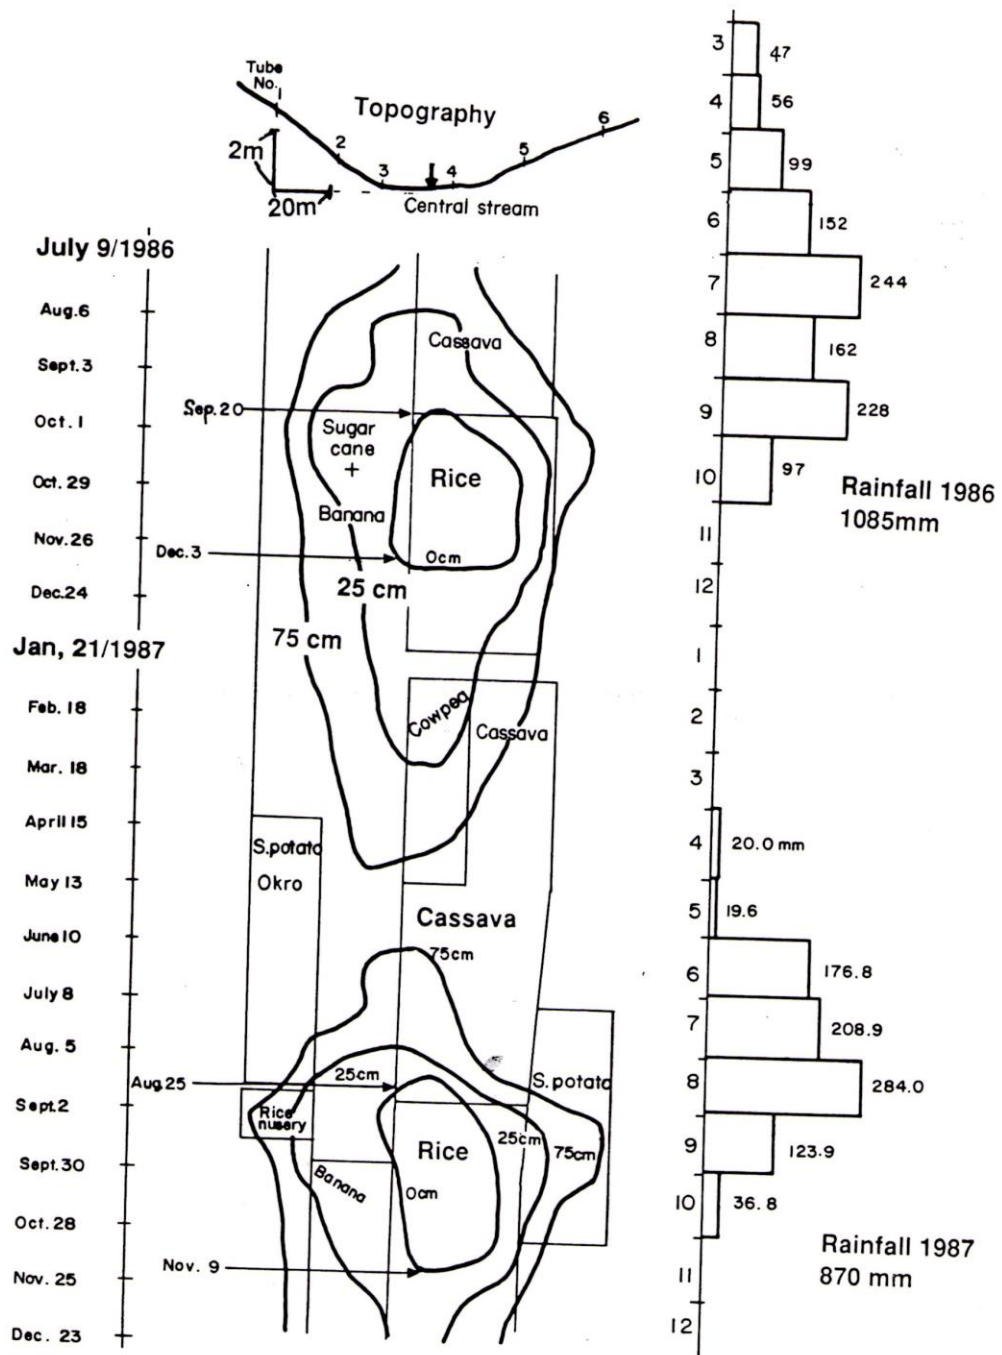 Tube
No.
1
Topography
2
3
4
5
6
2m
20m
Central stream
July 9/1986
Aug.6
Sept.3
Oct. 1
Oct. 29
Nov.26
Dec.24
Jan, 21/1987
Feb. 18
Mar. 18
April 15
May 13
June 10
July 8
Aug. 5
Sept. 2
Sept.30
Oct. 28
Nov. 25
Dec. 23
Sep.20
Dec.3
Aug.25
Nov. 9
Cassava
Sugar
cane
+
Banana
Rice
0cm
25 cm
75 cm
Cowpea
Cassava
S.potato
Okro
Cassava
75cm
25cm
S.potato
Rice
nusery
Rice
25cm
75cm
Banana
0cm
3
47
4
56
5
99
6
152
7
244
8
162
9
228
10
97
11
12
Rainfall 1986
1085mm
1
2
3
4
20.0 mm
5
19.6
6
176.8
7
208.9
8
284.0
9
123.9
10
36.8
11
12
Rainfall 1987
870 mm